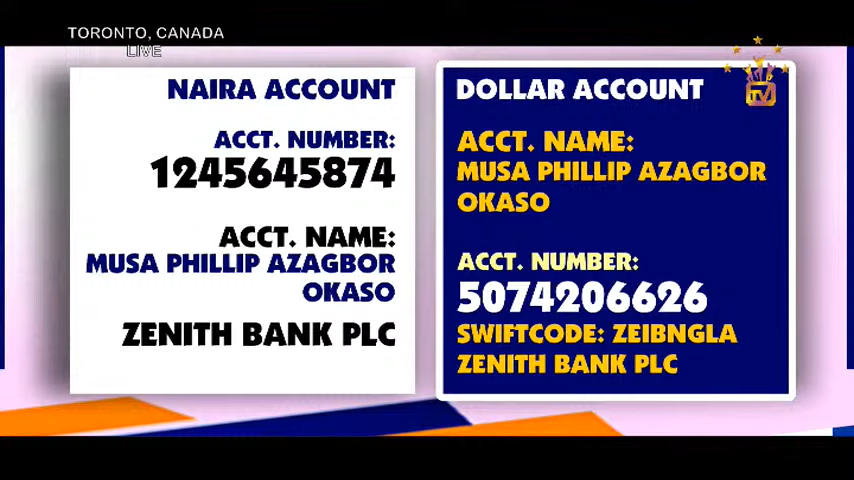 TORONTO, CANADA
LIVE
TV
NAIRA ACCOUNT
ACCT. NUMBER:
1245645874
ACCT. NAME:
MUSA PHILLIP AZAGBOR
OKASO
ZENITH BANK PLC
DOLLAR ACCOUNT
ACCT. NAME:
MUSA PHILLIP AZAGBOR
OKASO
ACCT. NUMBER:
5074206626
SWIFTCODE: ZEIBNGLA
ZENITH BANK PLC